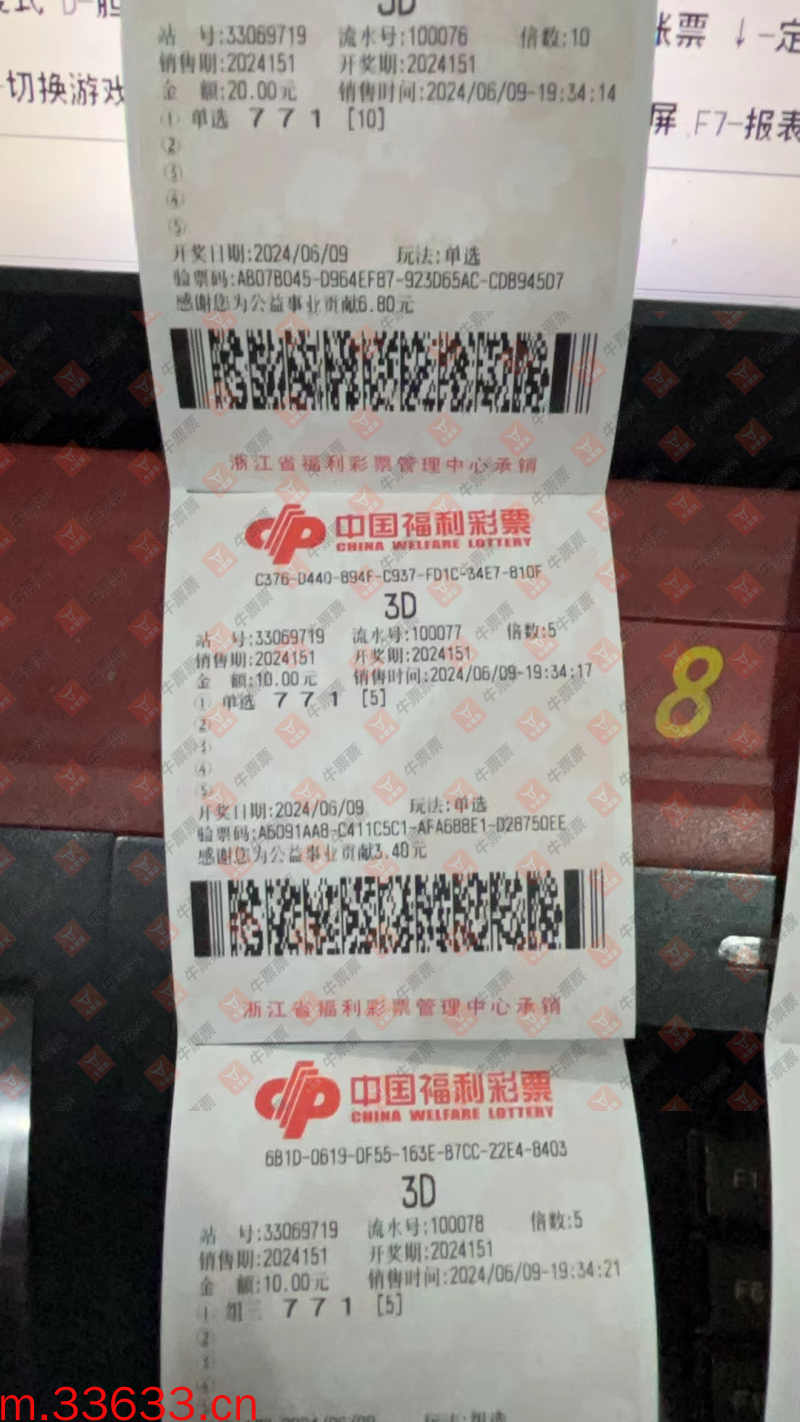 切换游戏
张票 ↓-定
屏 F7-报表
3D
站 号:33069719 流水号:100076 倍数:10
销售期:2024151 开奖期:2024151
金 额:20.00元 销售时间:2024/06/09-19:34:14
① 单选 7 7 1 [10]
②
③
④
⑤
开奖日期:2024/06/09 玩法:单选
验票码:AB07B045-D964EF87-923D65AC-CDB945D7
感谢您为公益事业贡献6.80元
浙江省福利彩票管理中心承销
中国福利彩票
CHINA WELFARE LOTTERY
C376-D440-894F-C937-FD1C-34E7-810F
3D
站 号:33069719 流水号:100077 倍数:5
销售期:2024151 开奖期:2024151
金 额:10.00元 销售时间:2024/06/09-19:34:17
① 单选 7 7 1 [5]
②
③
④
⑤
开奖日期:2024/06/09 玩法:单选
验票码:A6091AA8-C411C5C1-AFA688E1-D28750EE
感谢您为公益事业贡献3.40元
浙江省福利彩票管理中心承销
8
中国福利彩票
CHINA WELFARE LOTTERY
6B1D-0619-0F55-163E-B7CC-22E4-8403
3D
站 号:33069719 流水号:100078 倍数:5
销售期:2024151 开奖期:2024151
金 额:10.00元 销售时间:2024/06/09-19:34:21
① 组三 7 7 1 [5]
②
③
④
F1
牛票票
m.33633.cn